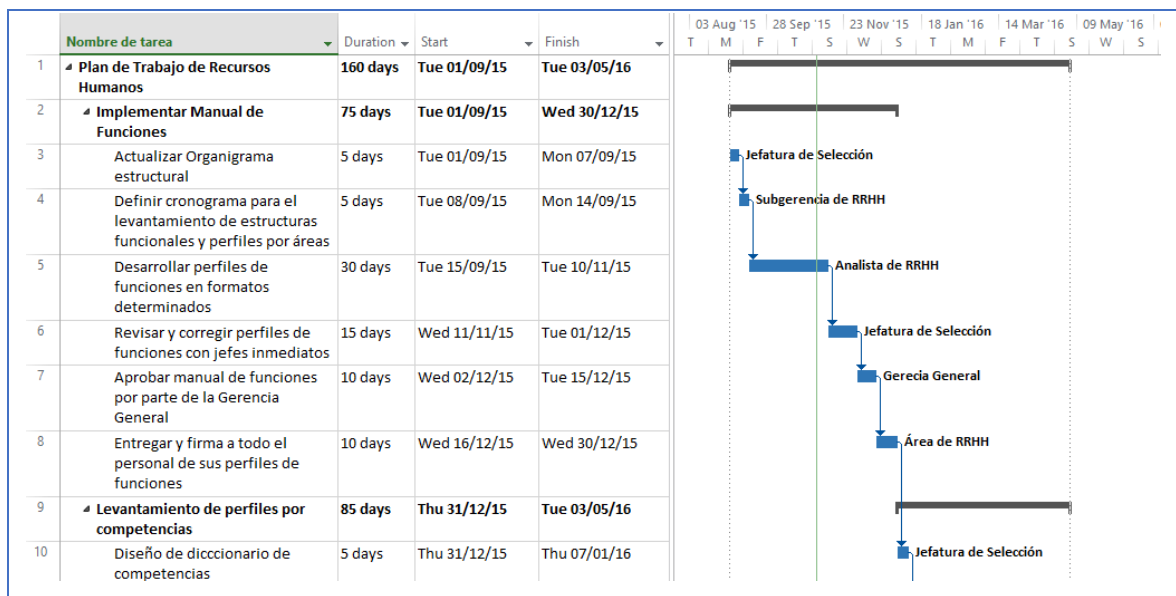 03 Aug '15 28 Sep '15 23 Nov '15 18 Jan '16 14 Mar '16 09 May '16
Nombre de tarea Duration Start Finish T M F T S W S T M F T S W S
1 Plan de Trabajo de Recursos 160 days Tue 01/09/15 Tue 03/05/16
Humanos
2 Implementar Manual de 75 days Tue 01/09/15 Wed 30/12/15
Funciones
3 Actualizar Organigrama 5 days Tue 01/09/15 Mon 07/09/15 Jefatura de Selección
estructural
4 Definir cronograma para el 5 days Tue 08/09/15 Mon 14/09/15 Subgerencia de RRHH
levantamiento de estructuras
funcionales y perfiles por áreas
5 Desarrollar perfiles de 30 days Tue 15/09/15 Tue 10/11/15 Analista de RRHH
funciones en formatos
determinados
6 Revisar y corregir perfiles de 15 days Wed 11/11/15 Tue 01/12/15 Jefatura de Selección
funciones con jefes inmediatos
7 Aprobar manual de funciones 10 days Wed 02/12/15 Tue 15/12/15 Gerecia General
por parte de la Gerencia
General
8 Entregar y firma a todo el 10 days Wed 16/12/15 Wed 30/12/15 Área de RRHH
personal de sus perfiles de
funciones
9 Levantamiento de perfiles por 85 days Thu 31/12/15 Tue 03/05/16
competencias
10 Diseño de dicccionario de 5 days Thu 31/12/15 Thu 07/01/16 Jefatura de Selección
competencias